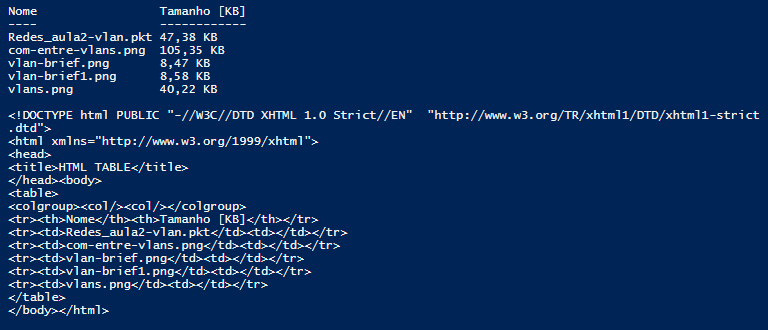 Nome                 Tamanho [KB]
----                 ------------
Redes_aula2-vlan.pkt 47,38 KB
com-entre-vlans.png  105,35 KB
vlan-brief.png       8,47 KB
vlan-brief1.png      8,58 KB
vlans.png            40,22 KB
<!DOCTYPE html PUBLIC "-//W3C//DTD XHTML 1.0 Strict//EN"  "http://www.w3.org/TR/xhtml1/DTD/xhtml1-strict
.dtd">
<html xmlns="http://www.w3.org/1999/xhtml">
<head>
<title>HTML TABLE</title>
</head><body>
<table>
<colgroup><col/><col/></colgroup>
<tr><th>Nome</th><th>Tamanho [KB]</th></tr>
<tr><td>Redes_aula2-vlan.pkt</td><td></td></tr>
<tr><td>com-entre-vlans.png</td><td></td></tr>
<tr><td>vlan-brief.png</td><td></td></tr>
<tr><td>vlan-brief1.png</td><td></td></tr>
<tr><td>vlans.png</td><td></td></tr>
</table>
</body></html>